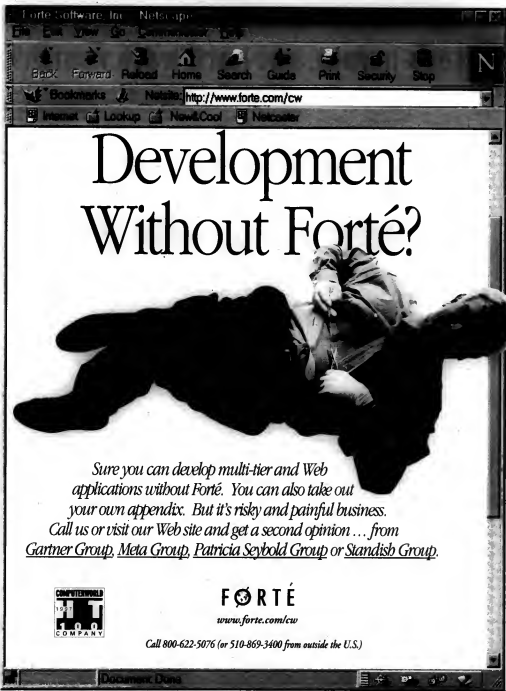 Forte Software, Inc. - Netscape
File Edit View Go Communicator Help
Back Forward Reload Home Search Guide Print Security Stop
N
Bookmarks Netsite: http://www.forte.com/cw
Internet Lookup New&Cool Netcaster
Development
Without Forté?
Sure you can develop multi-tier and Web
applications without Forté. You can also take out
your own appendix. But it's risky and painful business.
Call us or visit our Web site and get a second opinion ... from
Gartner Group, Meta Group, Patricia Seybold Group or Standish Group.
COMPUTERWORLD
1997
IT
100
COMPANY
FORTÉ
www.forte.com/cw
Call 800-622-5076 (or 510-869-3400 from outside the U.S.)
Document: Done